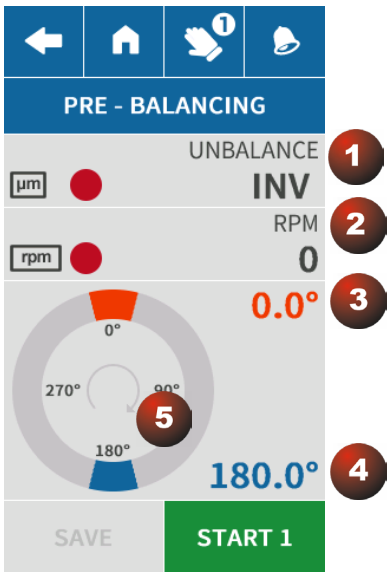 1
PRE - BALANCING
UNBALANCE
1
µm
INV
RPM
2
rpm
0
0.0°
3
0°
270°
90°
5
180°
180.0°
4
SAVE
START 1